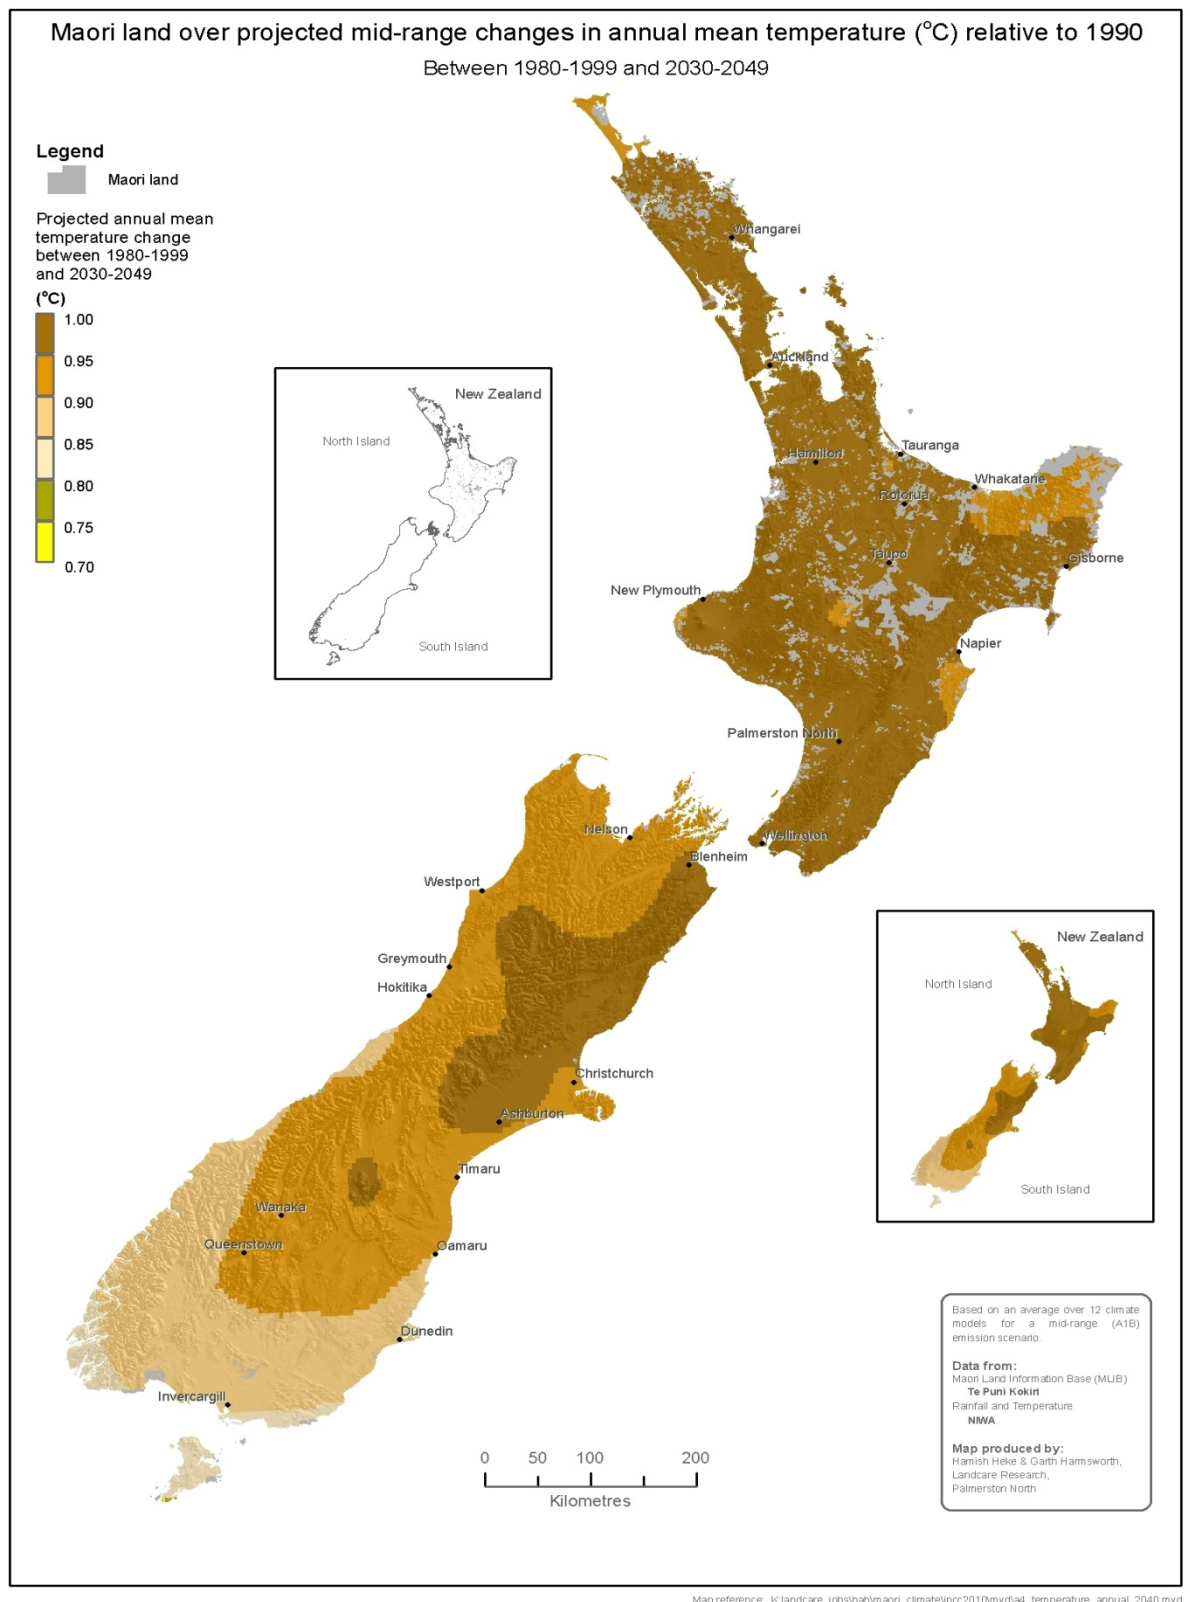 Maori land over projected mid-range changes in annual mean temperature (°C) relative to 1990
Between 1980-1999 and 2030-2049
Legend
Maori land
Projected annual mean
temperature change
between 1980-1999
and 2030-2049
(°C)
1.00
0.95
0.90
0.85
0.80
0.75
0.70
New Zealand
North Island
South Island
Whangarei
Auckland
Hamilton
Tauranga
Whakatane
Rotorua
Taupo
Gisborne
New Plymouth
Napier
Palmerston North
Wellington
Nelson
Blenheim
Westport
Greymouth
Hokitika
Christchurch
Ashburton
Timaru
Wanaka
Queenstown
Oamaru
Dunedin
Invercargill
New Zealand
North Island
South Island
0 50 100 200
Kilometres
Based on an average over 12 climate
models for a mid-range (A1B)
emission scenario.
Data from:
Maori Land Information Base (MLIB)
Te Puni Kokiri
Rainfall and Temperature
NIWA
Map produced by:
Hamish Heke & Garth Harmsworth,
Landcare Research,
Palmerston North